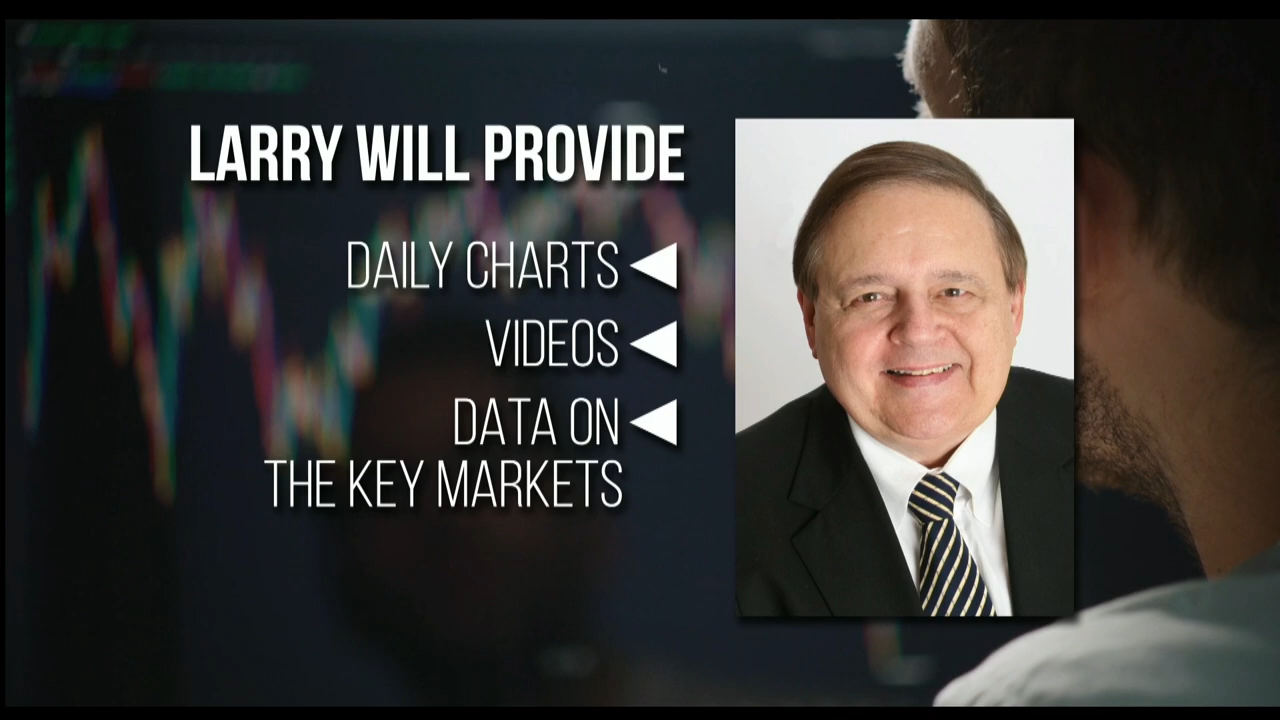 LARRY WILL PROVIDE
DAILY CHARTS
VIDEOS
DATA ON
THE KEY MARKETS